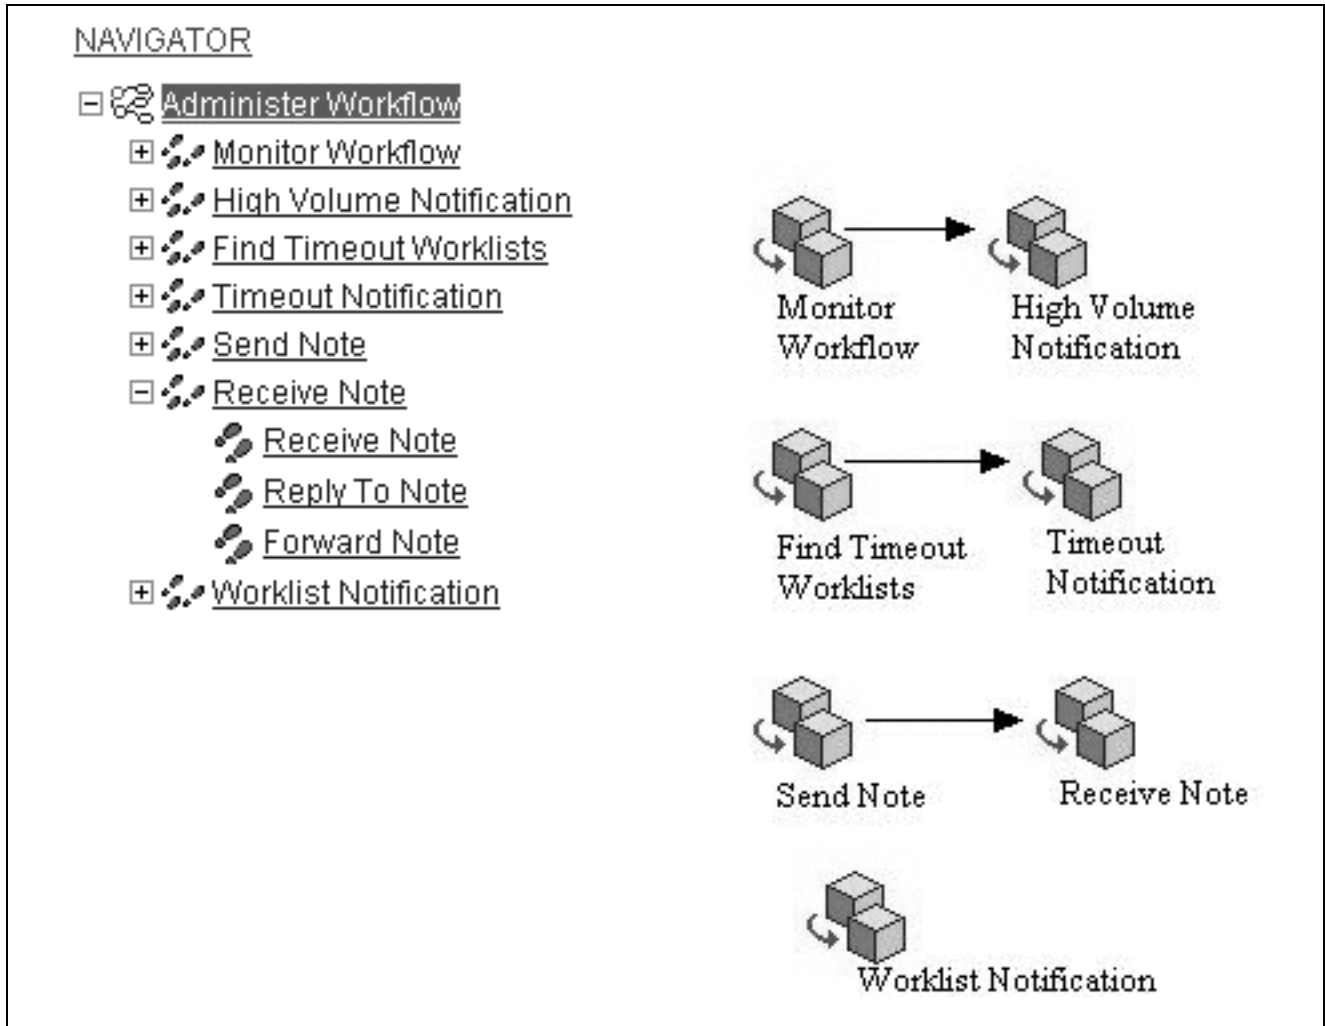 NAVIGATOR
Administer Workflow
Monitor Workflow
High Volume Notification
Find Timeout Worklists
Timeout Notification
Send Note
Receive Note
Receive Note
Reply To Note
Forward Note
Worklist Notification
Monitor
Workflow
High Volume
Notification
Find Timeout
Worklists
Timeout
Notification
Send Note
Receive Note
Worklist Notification